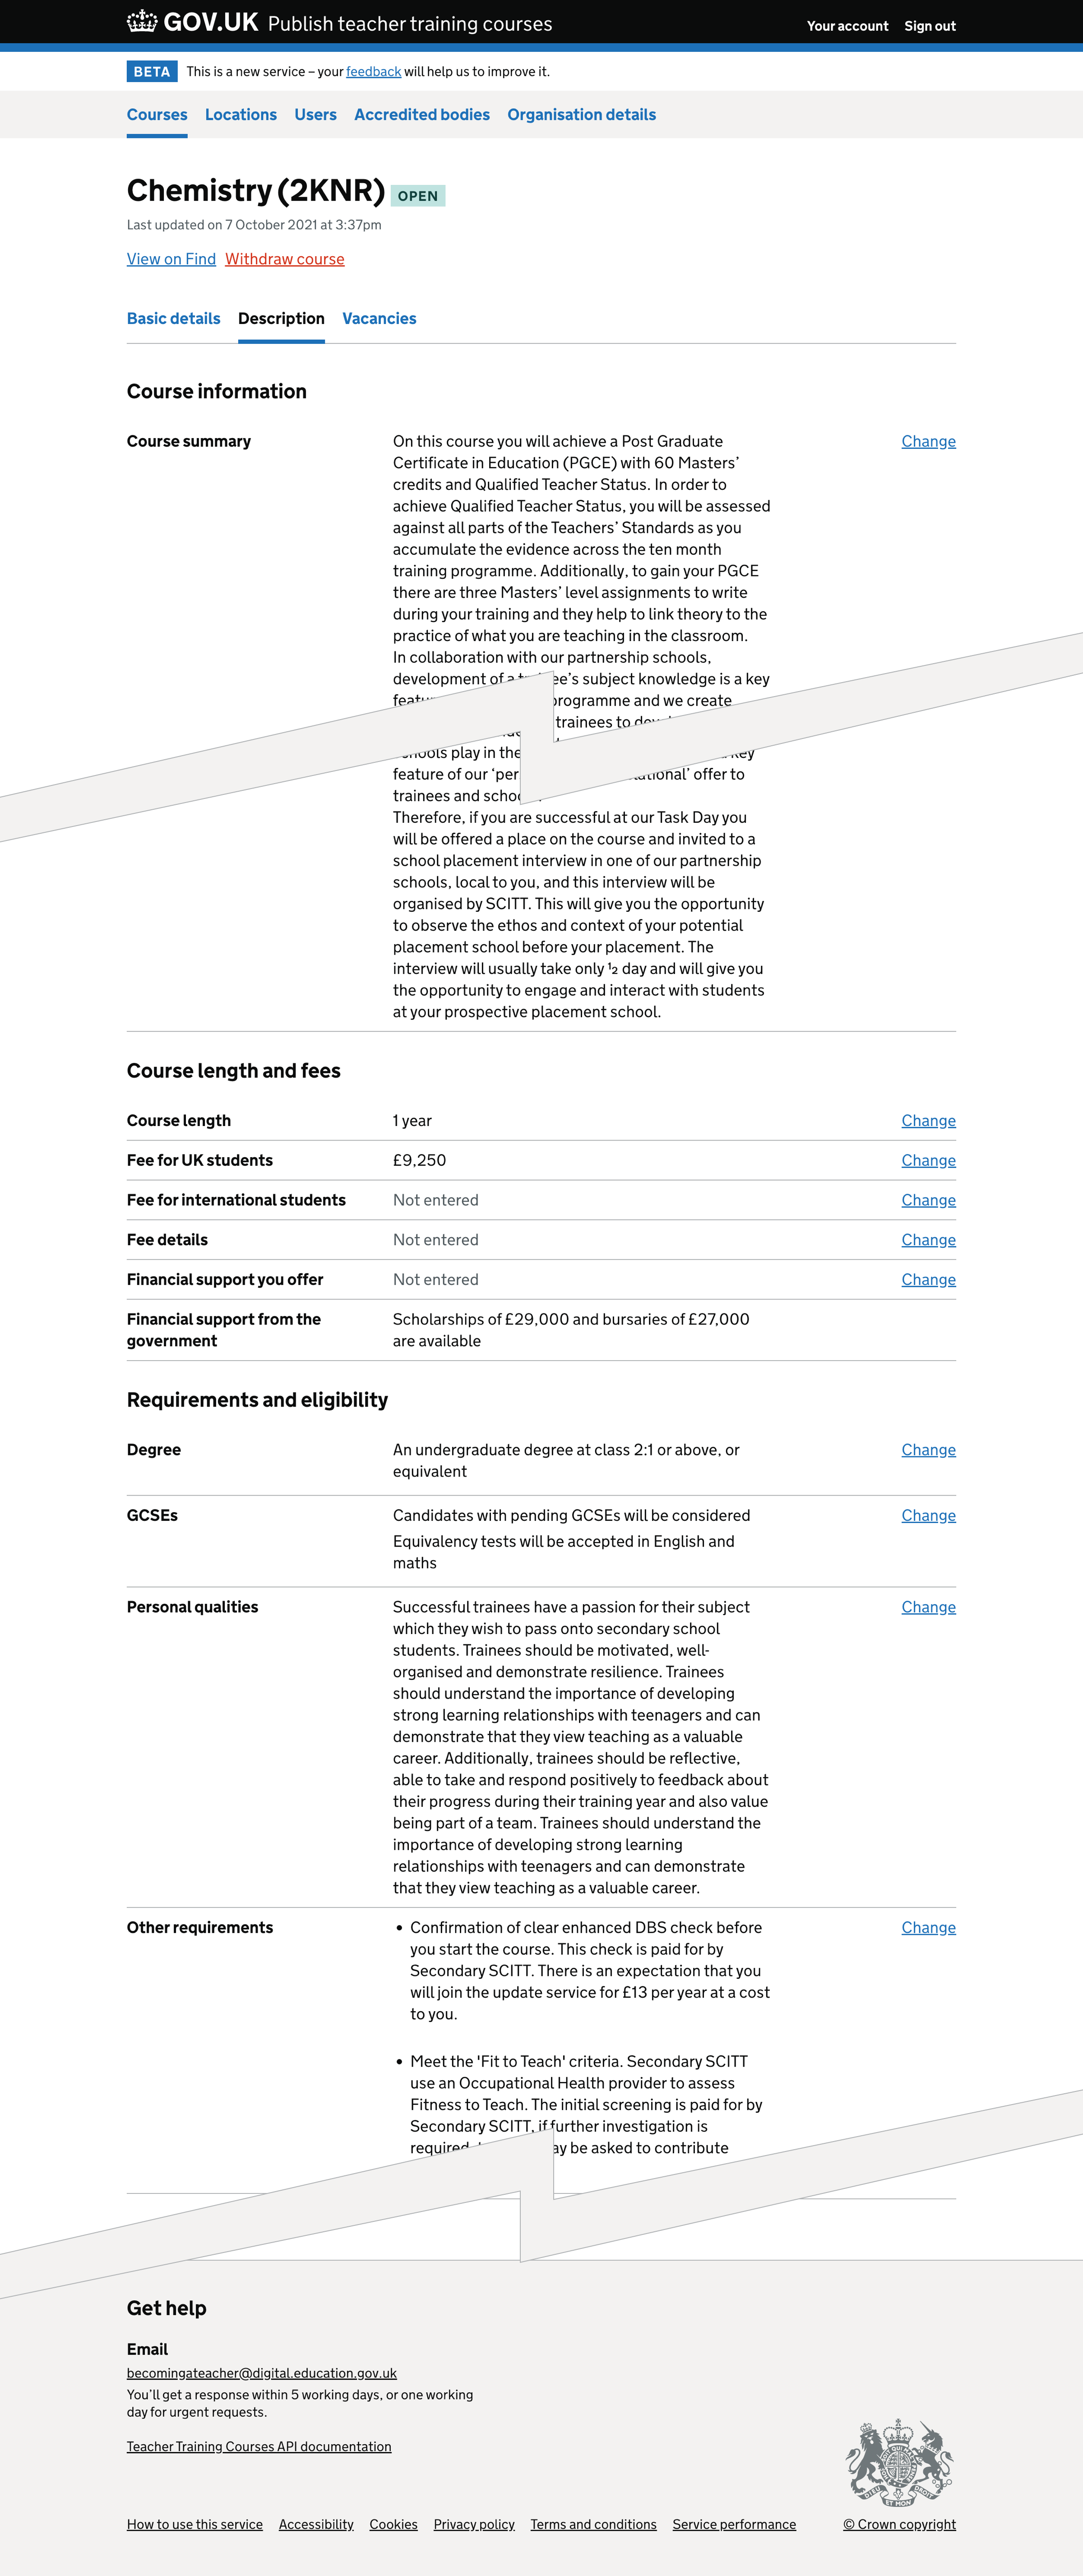 GOV.UK Publish teacher training courses
Your account Sign out
BETA This is a new service – your feedback will help us to improve it.
Courses Locations Users Accredited bodies Organisation details
Chemistry (2KNR) OPEN
Last updated on 7 October 2021 at 3:37pm
View on Find Withdraw course
Basic details Description Vacancies
Course information
Course summary
Change
On this course you will achieve a Post Graduate
Certificate in Education (PGCE) with 60 Masters’
credits and Qualified Teacher Status. In order to
achieve Qualified Teacher Status, you will be assessed
against all parts of the Teachers’ Standards as you
accumulate the evidence across the ten month
training programme. Additionally, to gain your PGCE
there are three Masters’ level assignments to write
during your training and they help to link theory to the
practice of what you are teaching in the classroom.
In collaboration with our partnership schools,
development of a trainee’s subject knowledge is a key
programme and we create
trainees to
schools play in the key
feature of our offer to
trainees and schools.
Therefore, if you are successful at our Task Day you
will be offered a place on the course and invited to a
school placement interview in one of our partnership
schools, local to you, and this interview will be
organised by SCITT. This will give you the opportunity
to observe the ethos and context of your potential
placement school before your placement. The
interview will usually take only ½ day and will give you
the opportunity to engage and interact with students
at your prospective placement school.
Course length and fees
Course length 1 year Change
Fee for UK students £9,250 Change
Fee for international students Not entered Change
Fee details Not entered Change
Financial support you offer Not entered Change
Financial support from the
government
Scholarships of £29,000 and bursaries of £27,000
are available
Requirements and eligibility
Degree
An undergraduate degree at class 2:1 or above, or
equivalent
Change
GCSEs
Candidates with pending GCSEs will be considered
Equivalency tests will be accepted in English and
maths
Change
Personal qualities
Change
Successful trainees have a passion for their subject
which they wish to pass onto secondary school
students. Trainees should be motivated, well-
organised and demonstrate resilience. Trainees
should understand the importance of developing
strong learning relationships with teenagers and can
demonstrate that they view teaching as a valuable
career. Additionally, trainees should be reflective,
able to take and respond positively to feedback about
their progress during their training year and also value
being part of a team. Trainees should understand the
importance of developing strong learning
relationships with teenagers and can demonstrate
that they view teaching as a valuable career.
Other requirements
Change
• Confirmation of clear enhanced DBS check before
you start the course. This check is paid for by
Secondary SCITT. There is an expectation that you
will join the update service for £13 per year at a cost
to you.
• Meet the 'Fit to Teach' criteria. Secondary SCITT
use an Occupational Health provider to assess
Fitness to Teach. The initial screening is paid for by
Secondary SCITT, if further investigation is
required may be asked to contribute
Get help
Email
becomingateacher@digital.education.gov.uk
You’ll get a response within 5 working days, or one working
day for urgent requests.
Teacher Training Courses API documentation
How to use this service Accessibility Cookies Privacy policy Terms and conditions Service performance
© Crown copyright